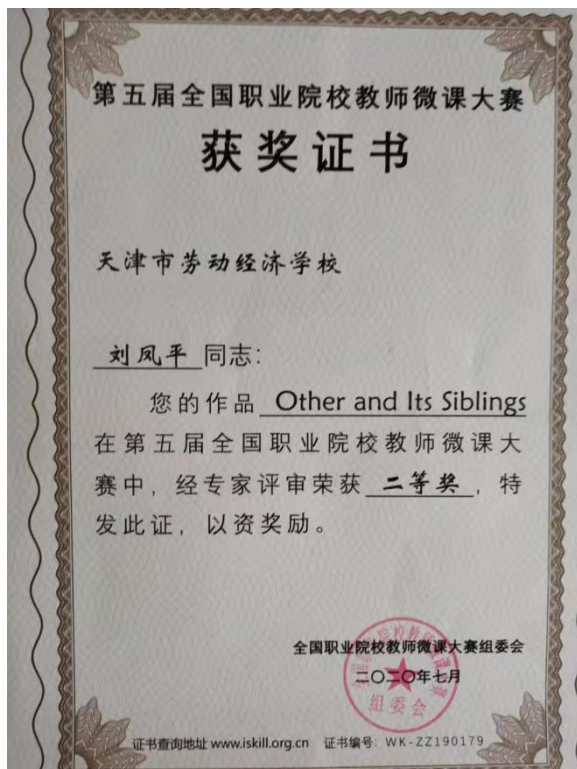 第五届全国职业院校教师微课大赛
获奖证书
天津市劳动经济学校
刘凤平 同志：
您的作品 Other and Its Siblings
在第五届全国职业院校教师微课大
赛中，经专家评审荣获 二等奖 ，特
发此证，以资奖励。
全国职业院校教师微课大赛组委会
二〇二〇年七月
组委会
证书查询地址 www.iskill.org.cn 证书编号：WK-ZZ190179